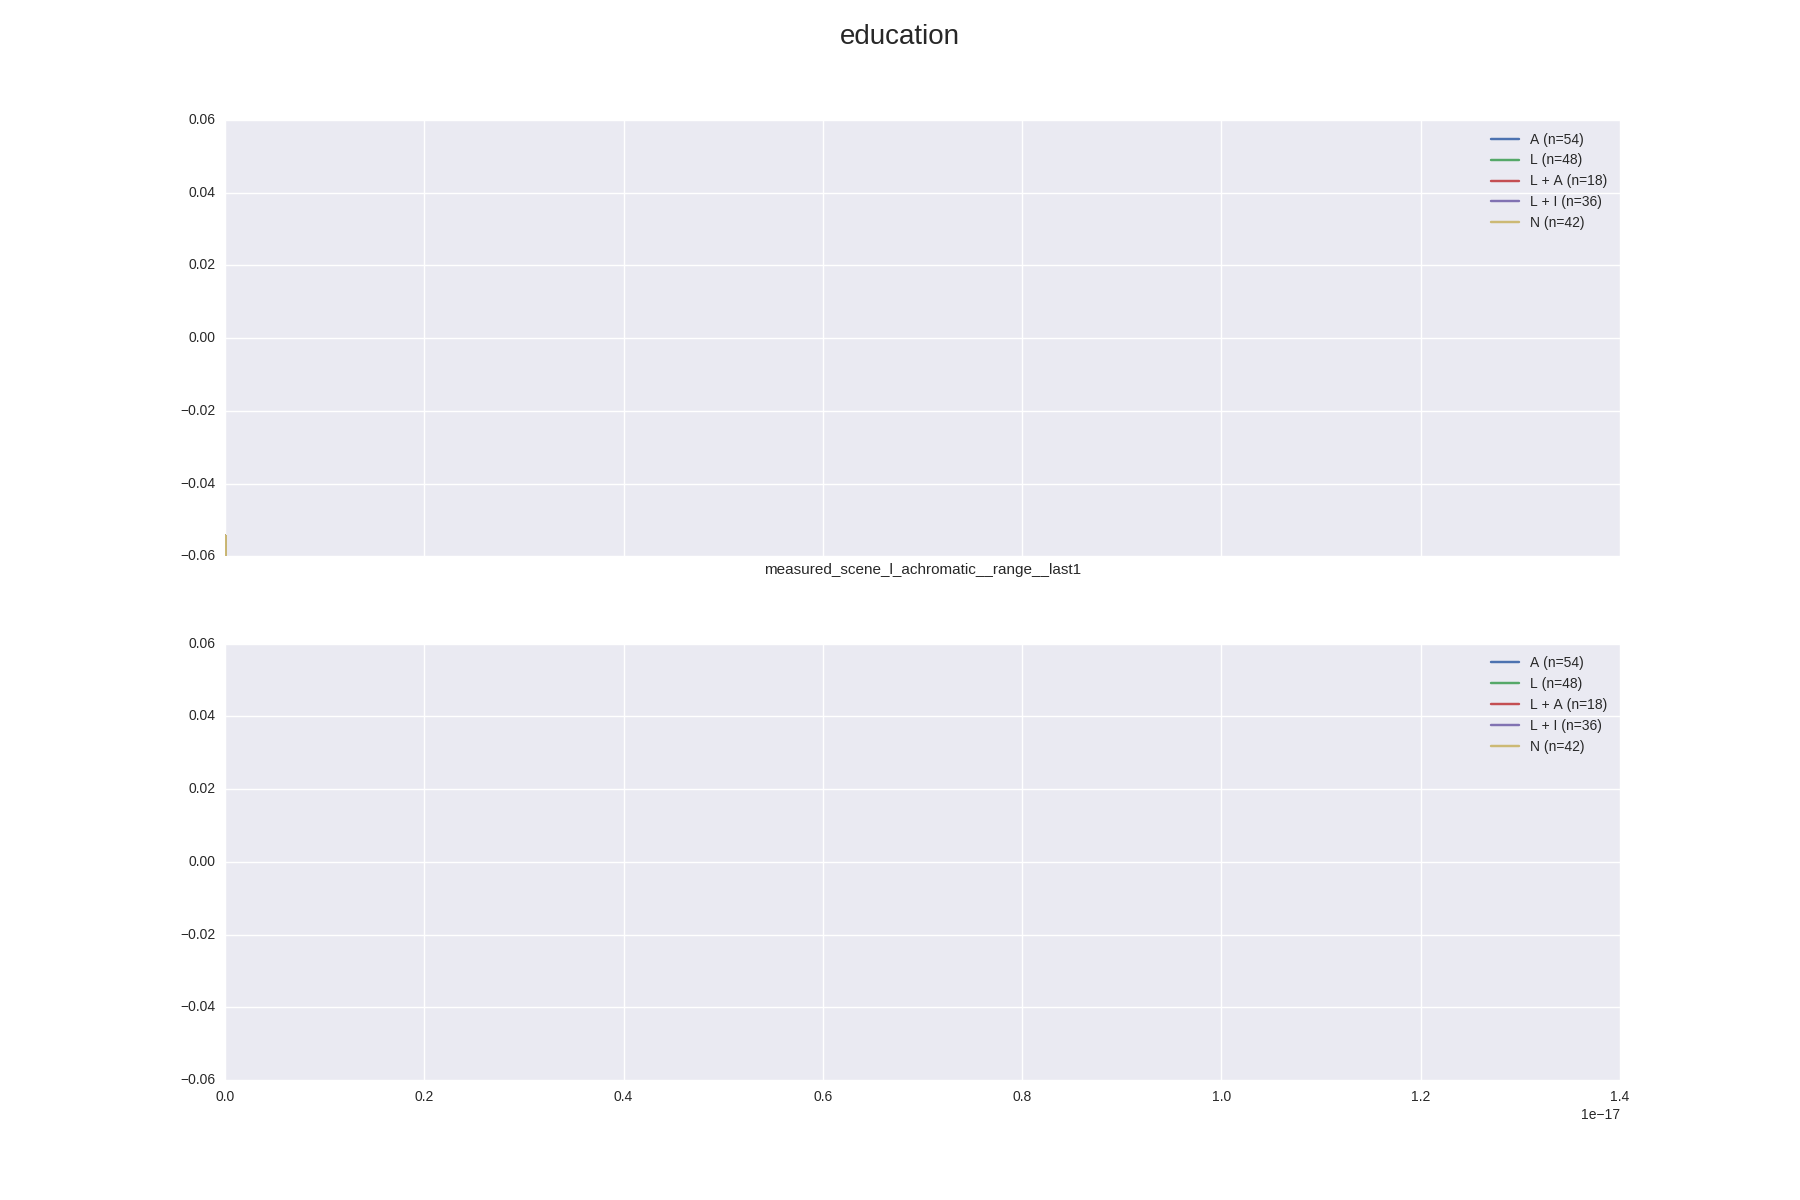 education
0.06
0.04
0.02
0.00
−0.02
−0.04
−0.06
A (n=54)
L (n=48)
L + A (n=18)
L + I (n=36)
N (n=42)
measured_scene_l_achromatic__range__last1
0.06
0.04
0.02
0.00
−0.02
−0.04
−0.06
A (n=54)
L (n=48)
L + A (n=18)
L + I (n=36)
N (n=42)
0.0 0.2 0.4 0.6 0.8 1.0 1.2 1.4
1e−17